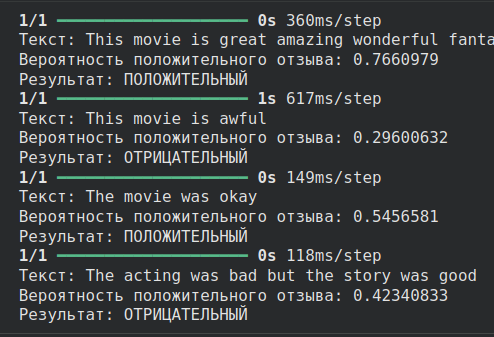 1/1 ━━━━━━━━━━━━━━━━━━━━ 0s 360ms/step
Текст: This movie is great amazing wonderful fanta
Вероятность положительного отзыва: 0.7660979
Результат: ПОЛОЖИТЕЛЬНЫЙ
1/1 ━━━━━━━━━━━━━━━━━━━━ 1s 617ms/step
Текст: This movie is awful
Вероятность положительного отзыва: 0.29600632
Результат: ОТРИЦАТЕЛЬНЫЙ
1/1 ━━━━━━━━━━━━━━━━━━━━ 0s 149ms/step
Текст: The movie was okay
Вероятность положительного отзыва: 0.5456581
Результат: ПОЛОЖИТЕЛЬНЫЙ
1/1 ━━━━━━━━━━━━━━━━━━━━ 0s 118ms/step
Текст: The acting was bad but the story was good
Вероятность положительного отзыва: 0.42340833
Результат: ОТРИЦАТЕЛЬНЫЙ